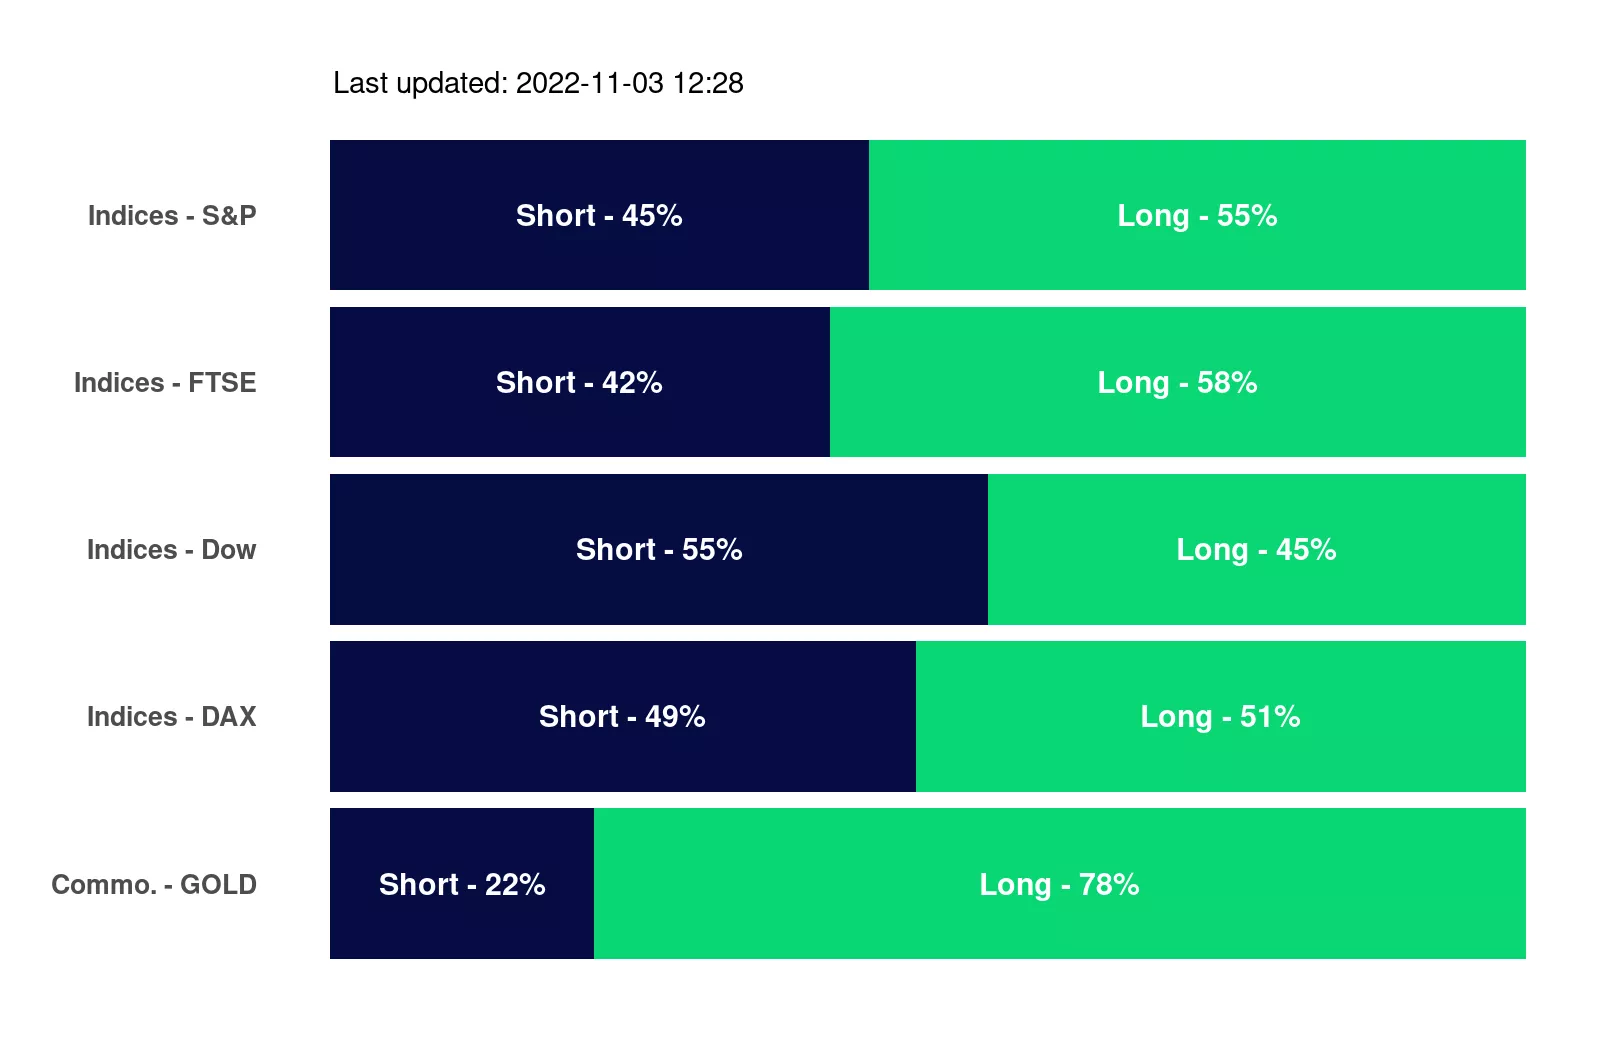 Last updated: 2022-11-03 12:28
Indices - S&P Short - 45% Long - 55%
Indices - FTSE Short - 42% Long - 58%
Indices - Dow Short - 55% Long - 45%
Indices - DAX Short - 49% Long - 51%
Commo. - GOLD Short - 22% Long - 78%